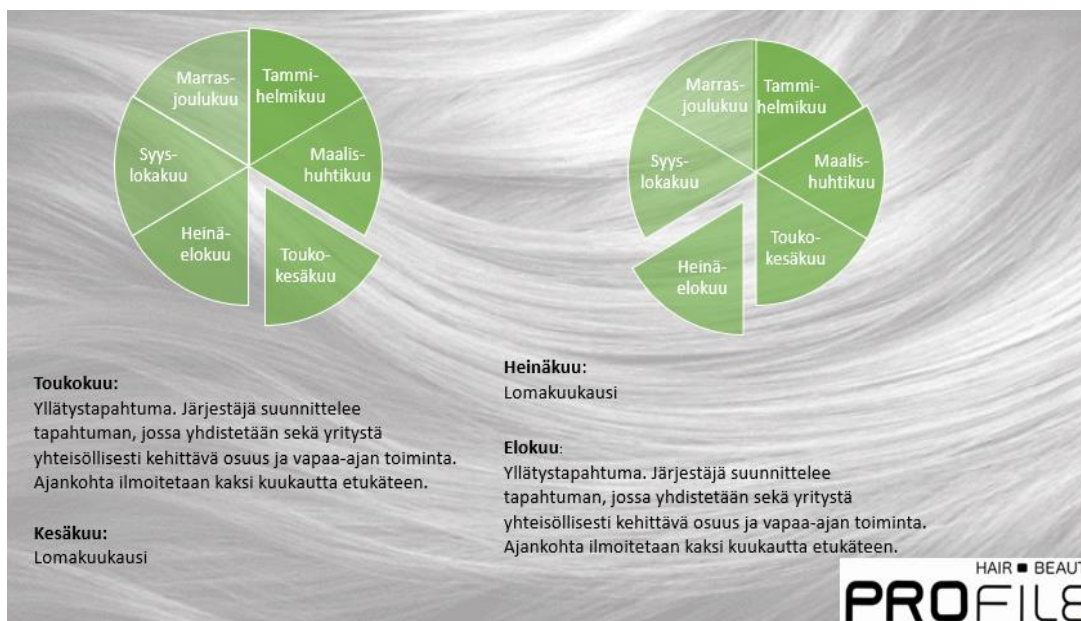 Marras-
joulukuu
Tammi-
helmikuu
Syys-
lokakuu
Maalis-
huhtikuu
Heinä-
elokuu
Touko-
kesäkuu
Marras-
joulukuu
Tammi-
helmikuu
Syys-
lokakuu
Maalis-
huhtikuu
Heinä-
elokuu
Touko-
kesäkuu
Toukokuu:
Yllätystapahtuma. Järjestäjä suunnittelee
tapahtuman, jossa yhdistetään sekä yritystä
yhteisöllisesti kehittävä osuus ja vapaa-ajan toiminta.
Ajankohta ilmoitetaan kaksi kuukautta etukäteen.
Kesäkuu:
Lomakuukausi
Heinäkuu:
Lomakuukausi
Elokuu:
Yllätystapahtuma. Järjestäjä suunnittelee
tapahtuman, jossa yhdistetään sekä yritystä
yhteisöllisesti kehittävä osuus ja vapaa-ajan toiminta.
Ajankohta ilmoitetaan kaksi kuukautta etukäteen.
HAIR ■ BEAUT
PROFILE